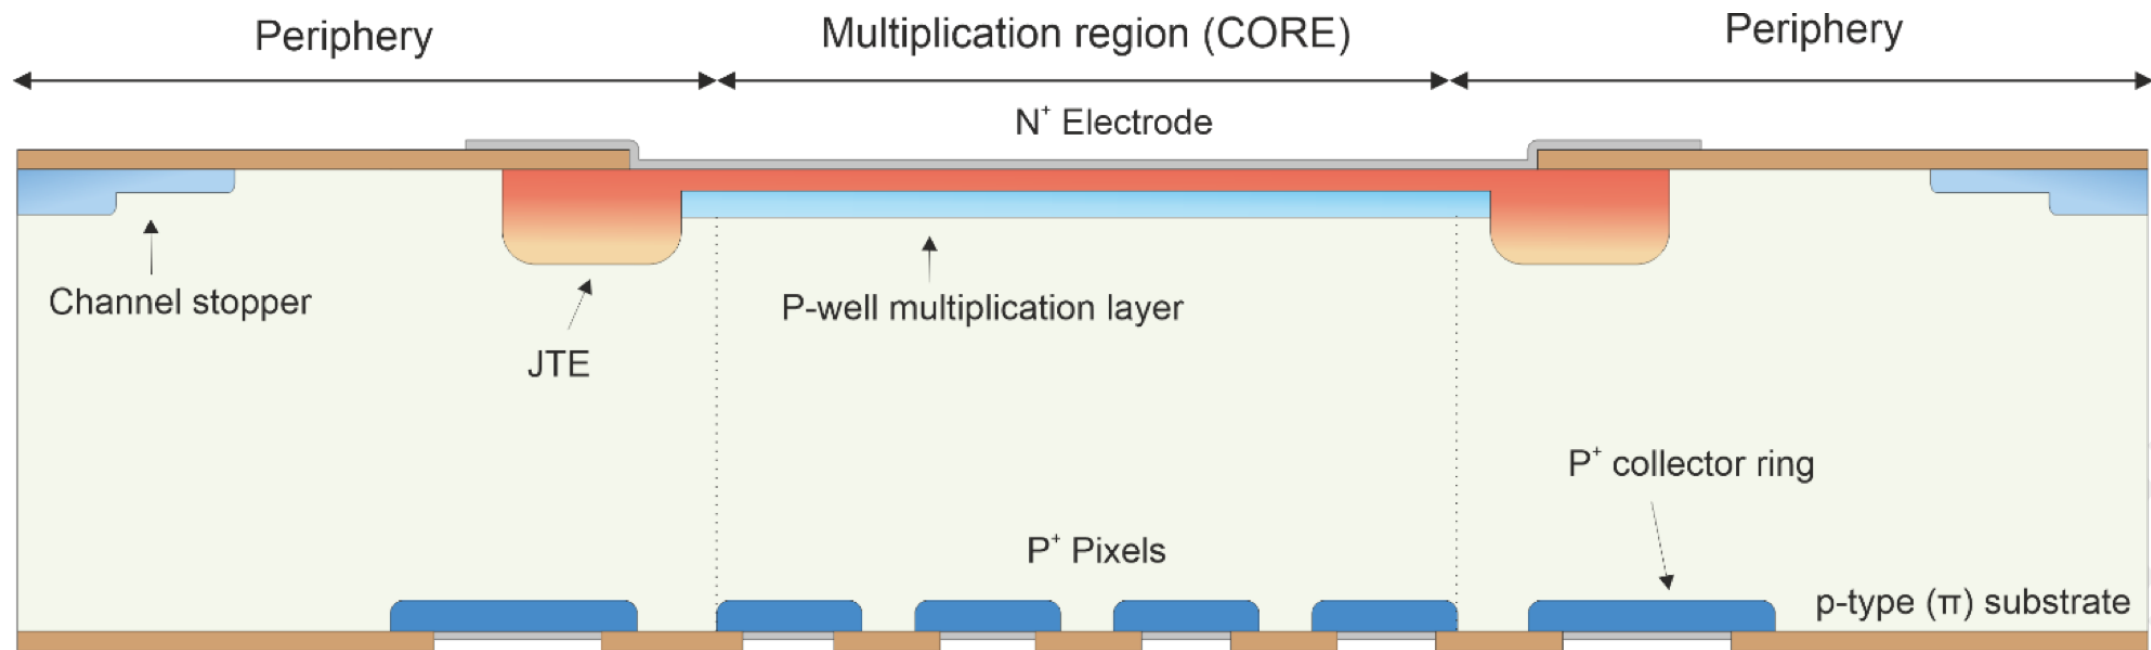 Periphery
Multiplication region (CORE)
Periphery
N⁺ Electrode
Channel stopper
P-well multiplication layer
JTE
P⁺ collector ring
P⁺ Pixels
p-type (π) substrate